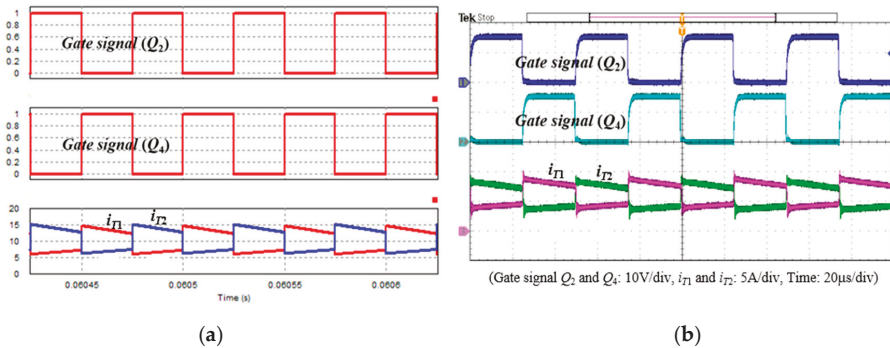 1
0.8
0.6
0.4
0.2
0
Gate signal (Q2)
1
0.8
0.6
0.4
0.2
0
Gate signal (Q4)
20
15
10
5
0
iT1 iT2
0.06045 0.0605 0.06055 0.0606
Time (s)
(a)
Tek Stop
Gate signal (Q2)
Gate signal (Q4)
iT1 iT2
(Gate signal Q2 and Q4: 10V/div, iT1 and iT2: 5A/div, Time: 20μs/div)
(b)